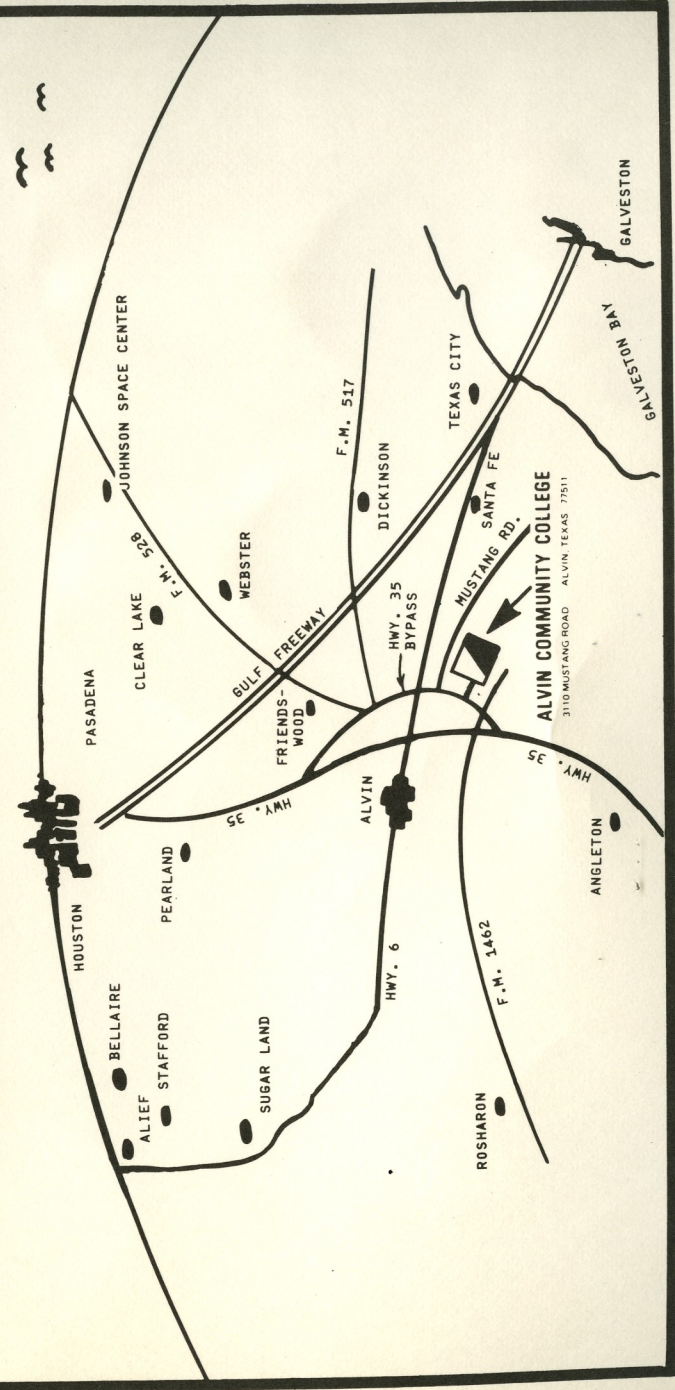 HOUSTON
PASADENA
BELLAIRE
ALIEF
STAFFORD
SUGAR LAND
PEARLAND
CLEAR LAKE
JOHNSON SPACE CENTER
F.M. 528
WEBSTER
GULF FREEWAY
FRIENDS-
WOOD
HWY. 35
F.M. 517
DICKINSON
ALVIN
HWY. 6
HWY. 35
BYPASS
TEXAS CITY
SANTA FE
MUSTANG RD.
ROSHARON
F.M. 1462
ALVIN COMMUNITY COLLEGE
3110 MUSTANG ROAD ALVIN, TEXAS 77511
HWY. 35
ANGLETON
GALVESTON BAY
GALVESTON